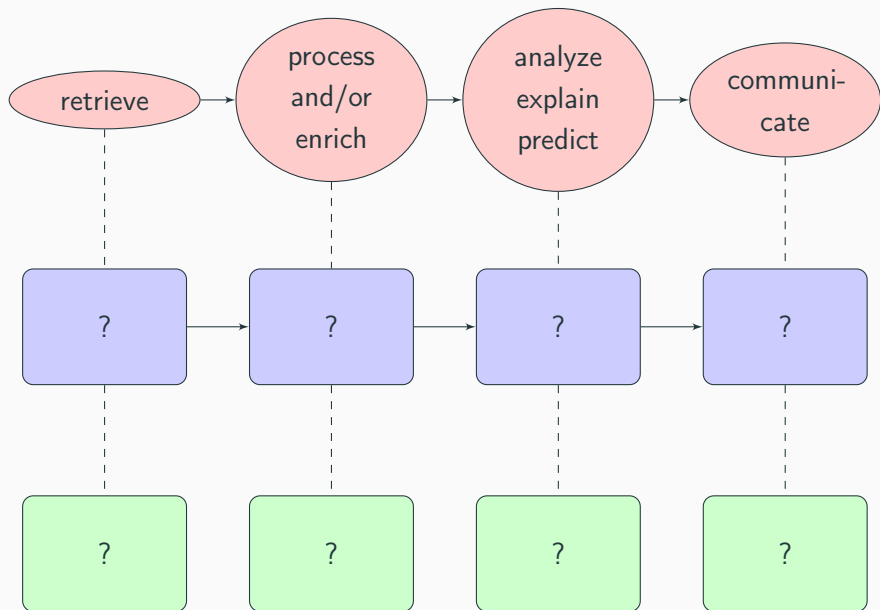 retrieve
process
and/or
enrich
analyze
explain
predict
communi-
cate
?
?
?
?
?
?
?
?